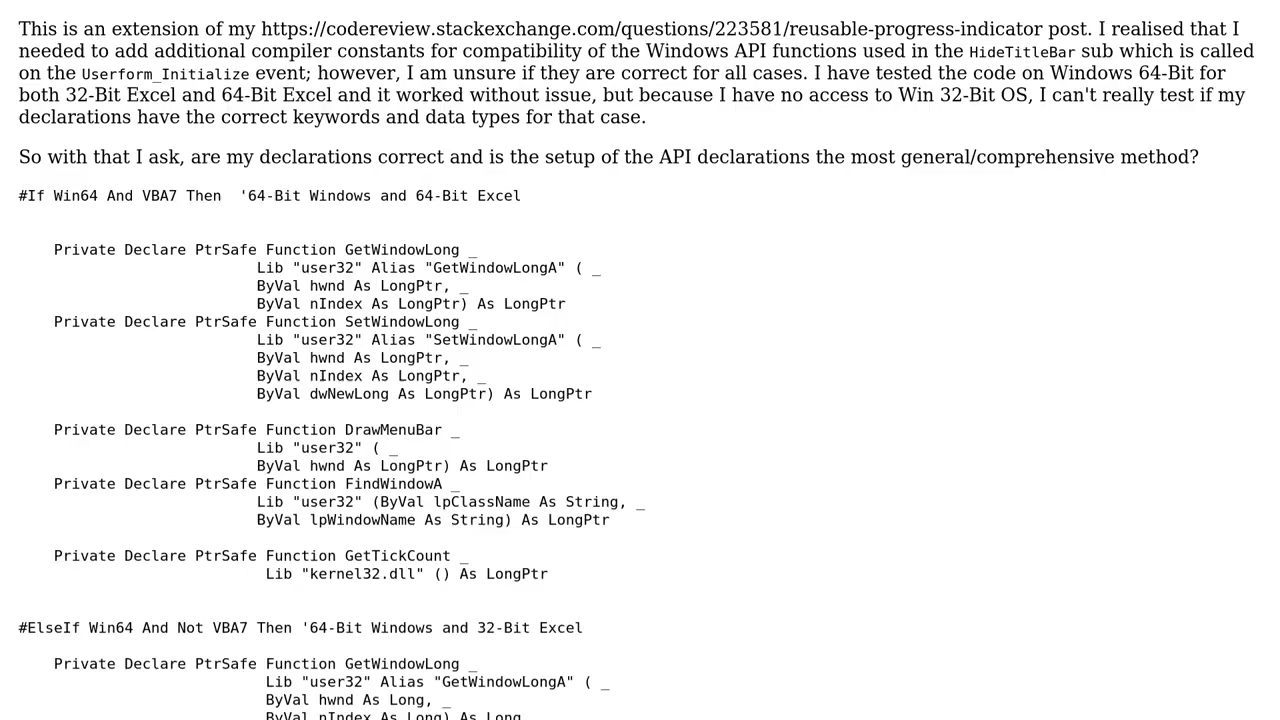 This is an extension of my https://codereview.stackexchange.com/questions/223581/reusable-progress-indicator post. I realised that I
needed to add additional compiler constants for compatibility of the Windows API functions used in the HideTitleBar sub which is called
on the Userform_Initialize event; however, I am unsure if they are correct for all cases. I have tested the code on Windows 64-Bit for
both 32-Bit Excel and 64-Bit Excel and it worked without issue, but because I have no access to Win 32-Bit OS, I can't really test if my
declarations have the correct keywords and data types for that case.
So with that I ask, are my declarations correct and is the setup of the API declarations the most general/comprehensive method?
#If Win64 And VBA7 Then  '64-Bit Windows and 64-Bit Excel
Private Declare PtrSafe Function GetWindowLong _
Lib "user32" Alias "GetWindowLongA" ( _
ByVal hwnd As LongPtr, _
ByVal nIndex As LongPtr) As LongPtr
Private Declare PtrSafe Function SetWindowLong _
Lib "user32" Alias "SetWindowLongA" ( _
ByVal hwnd As LongPtr, _
ByVal nIndex As LongPtr, _
ByVal dwNewLong As LongPtr) As LongPtr
Private Declare PtrSafe Function DrawMenuBar _
Lib "user32" ( _
ByVal hwnd As LongPtr) As LongPtr
Private Declare PtrSafe Function FindWindowA _
Lib "user32" (ByVal lpClassName As String, _
ByVal lpWindowName As String) As LongPtr
Private Declare PtrSafe Function GetTickCount _
Lib "kernel32.dll" () As LongPtr
#ElseIf Win64 And Not VBA7 Then '64-Bit Windows and 32-Bit Excel
Private Declare PtrSafe Function GetWindowLong _
Lib "user32" Alias "GetWindowLongA" ( _
ByVal hwnd As Long, _
ByVal nIndex As Long) As Long